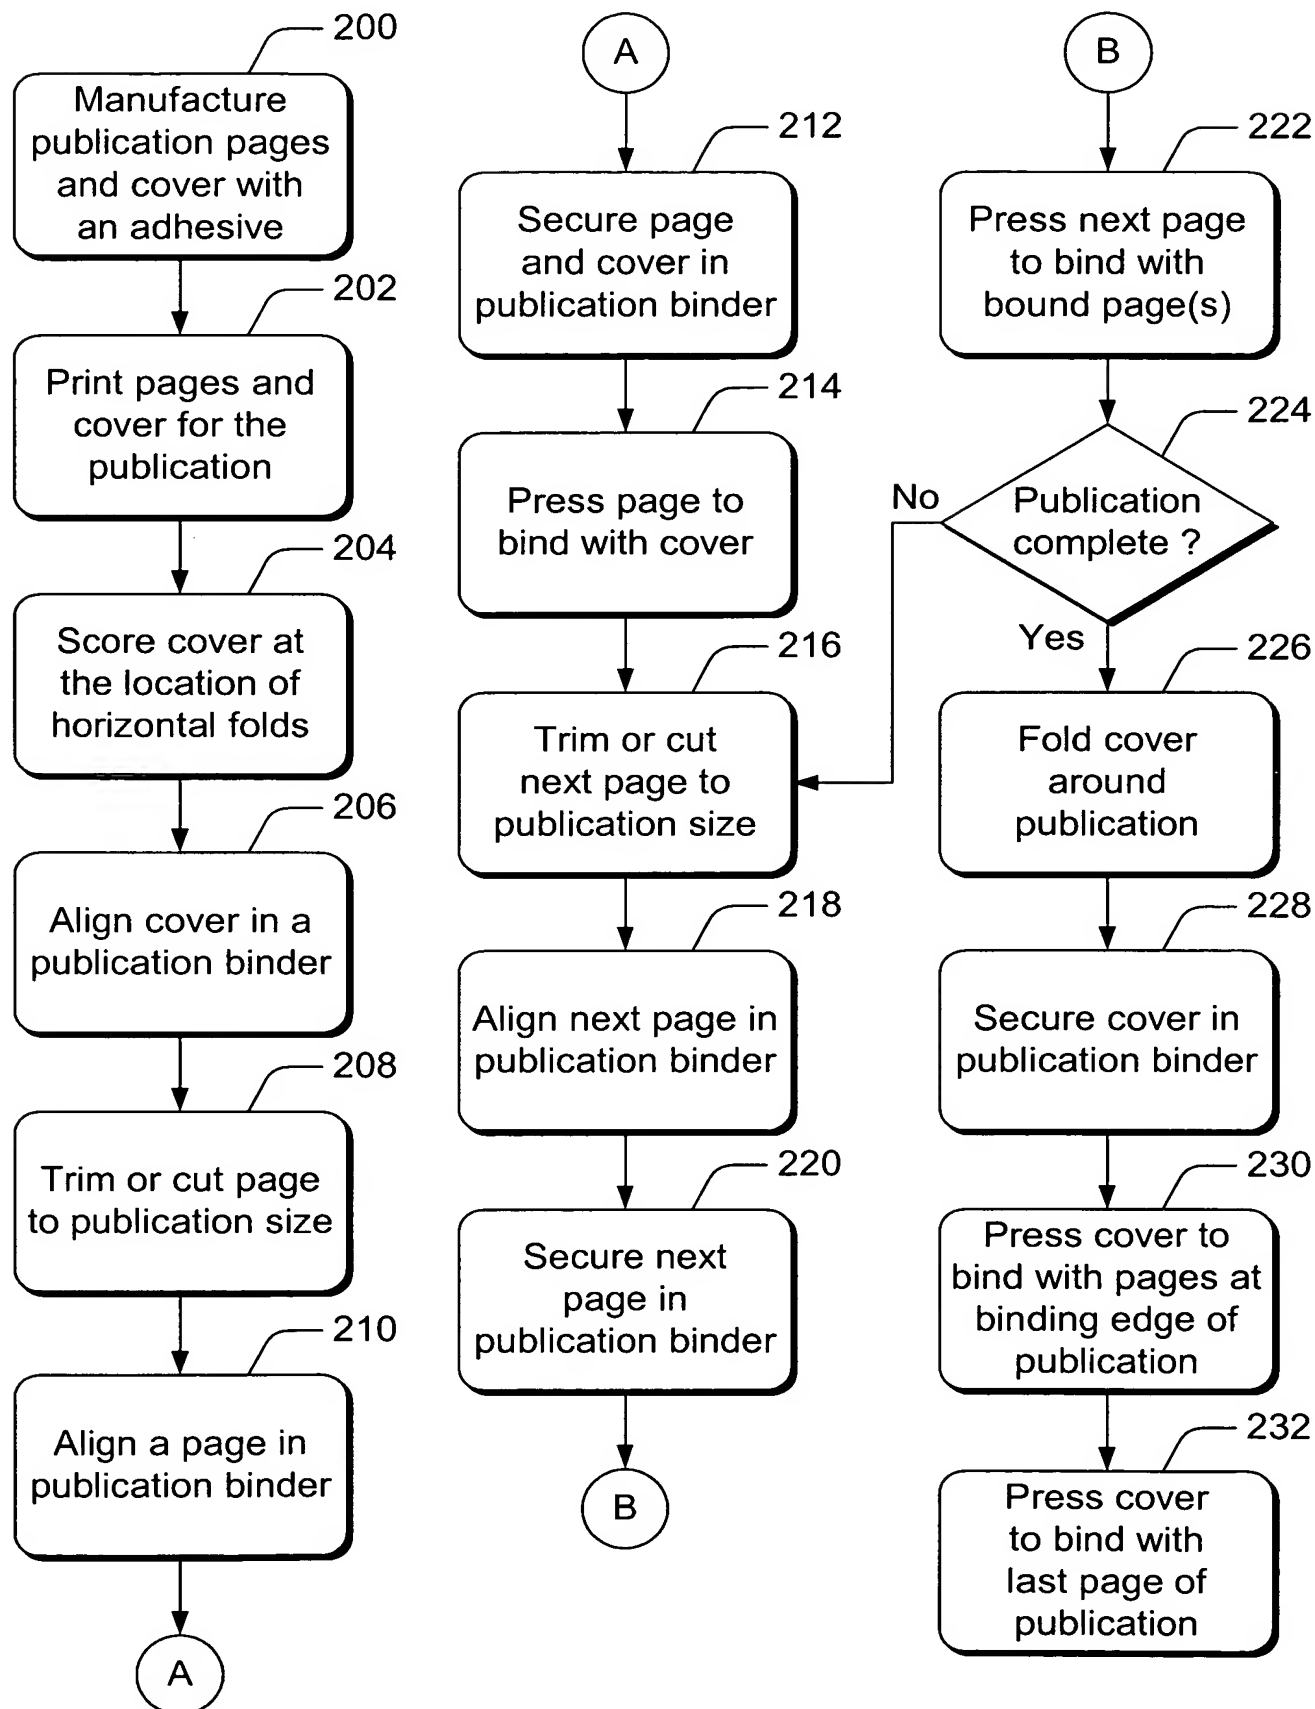 200
Manufacture
publication pages
and cover with
an adhesive
202
Print pages and
cover for the
publication
204
Score cover at
the location of
horizontal folds
206
Align cover in a
publication binder
208
Trim or cut page
to publication size
210
Align a page in
publication binder
A
A
212
Secure page
and cover in
publication binder
214
Press page to
bind with cover
216
Trim or cut
next page to
publication size
218
Align next page in
publication binder
220
Secure next
page in
publication binder
B
B
222
Press next page
to bind with
bound page(s)
224
Publication
complete ?
No
Yes
226
Fold cover
around
publication
228
Secure cover in
publication binder
230
Press cover to
bind with pages at
binding edge of
publication
232
Press cover
to bind with
last page of
publication